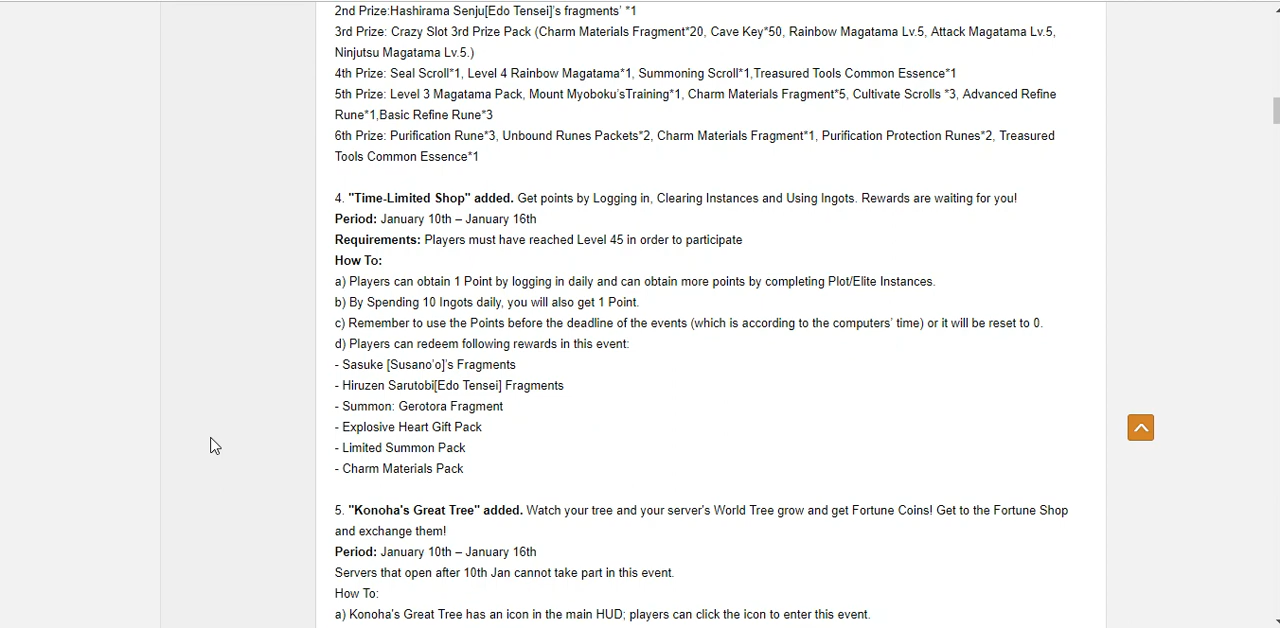 2nd Prize:Hashirama Senju[Edo Tensei]'s fragments' *1
3rd Prize: Crazy Slot 3rd Prize Pack (Charm Materials Fragment*20, Cave Key*50, Rainbow Magatama Lv.5, Attack Magatama Lv.5,
Ninjutsu Magatama Lv.5.)
4th Prize: Seal Scroll*1, Level 4 Rainbow Magatama*1, Summoning Scroll*1,Treasured Tools Common Essence*1
5th Prize: Level 3 Magatama Pack, Mount Myoboku'sTraining*1, Charm Materials Fragment*5, Cultivate Scrolls *3, Advanced Refine
Rune*1,Basic Refine Rune*3
6th Prize: Purification Rune*3, Unbound Runes Packets*2, Charm Materials Fragment*1, Purification Protection Runes*2, Treasured
Tools Common Essence*1
4. "Time-Limited Shop" added. Get points by Logging in, Clearing Instances and Using Ingots. Rewards are waiting for you!
Period: January 10th – January 16th
Requirements: Players must have reached Level 45 in order to participate
How To:
a) Players can obtain 1 Point by logging in daily and can obtain more points by completing Plot/Elite Instances.
b) By Spending 10 Ingots daily, you will also get 1 Point.
c) Remember to use the Points before the deadline of the events (which is according to the computers' time) or it will be reset to 0.
d) Players can redeem following rewards in this event:
- Sasuke [Susano'o]'s Fragments
- Hiruzen Sarutobi[Edo Tensei] Fragments
- Summon: Gerotora Fragment
- Explosive Heart Gift Pack
- Limited Summon Pack
- Charm Materials Pack
5. "Konoha's Great Tree" added. Watch your tree and your server's World Tree grow and get Fortune Coins! Get to the Fortune Shop
and exchange them!
Period: January 10th – January 16th
Servers that open after 10th Jan cannot take part in this event.
How To:
a) Konoha's Great Tree has an icon in the main HUD; players can click the icon to enter this event.